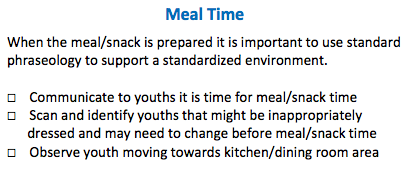 Meal Time
When the meal/snack is prepared it is important to use standard
phraseology to support a standardized environment.
□ Communicate to youths it is time for meal/snack time
□ Scan and identify youths that might be inappropriately
dressed and may need to change before meal/snack time
□ Observe youth moving towards kitchen/dining room area